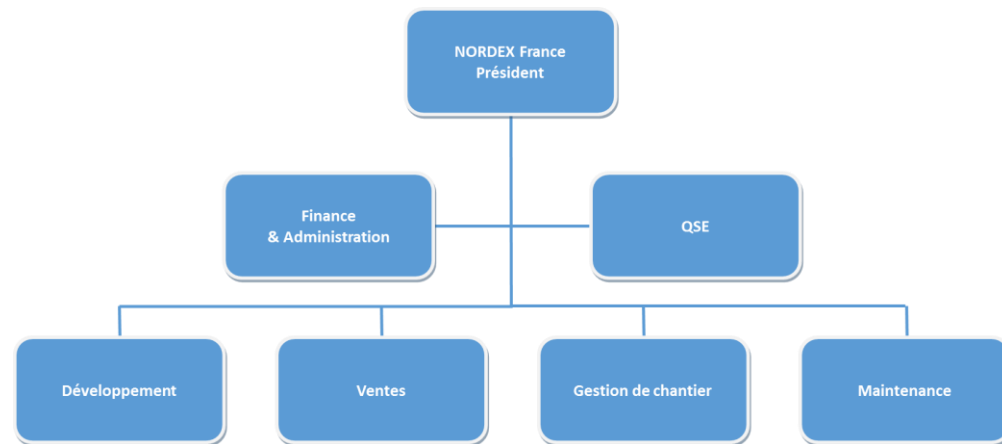 NORDEX France
Président
Finance
& Administration
QSE
Développement
Ventes
Gestion de chantier
Maintenance